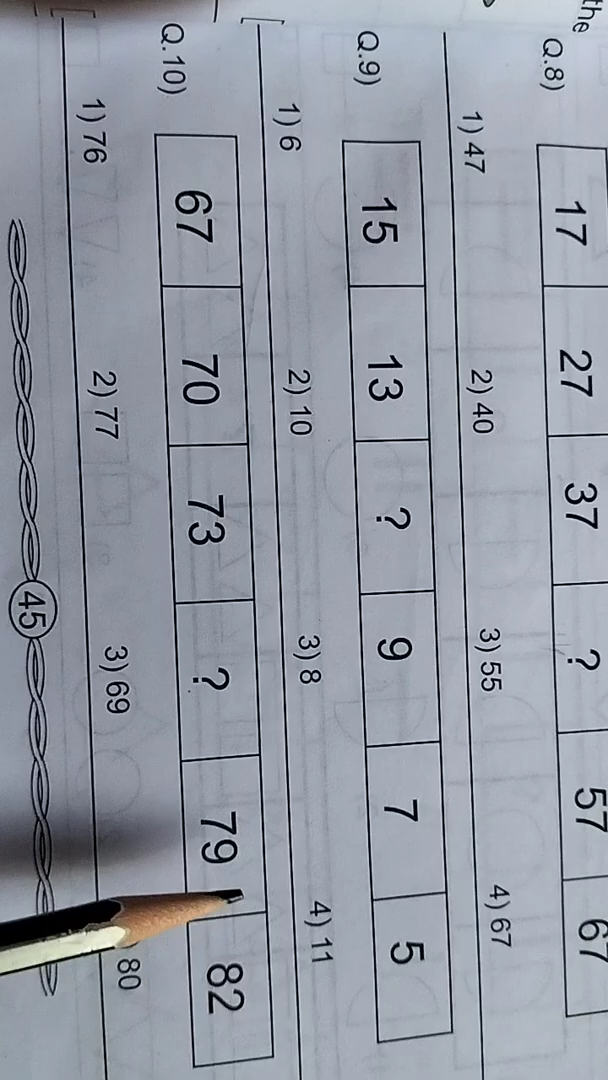 the
Q.8) 17 27 37 ? 57 67
1) 47 2) 40 3) 55 4) 67
Q.9) 15 13 ? 9 7 5
1) 6 2) 10 3) 8 4) 11
Q.10) 67 70 73 ? 79 82
1) 76 2) 77 3) 69 80
45